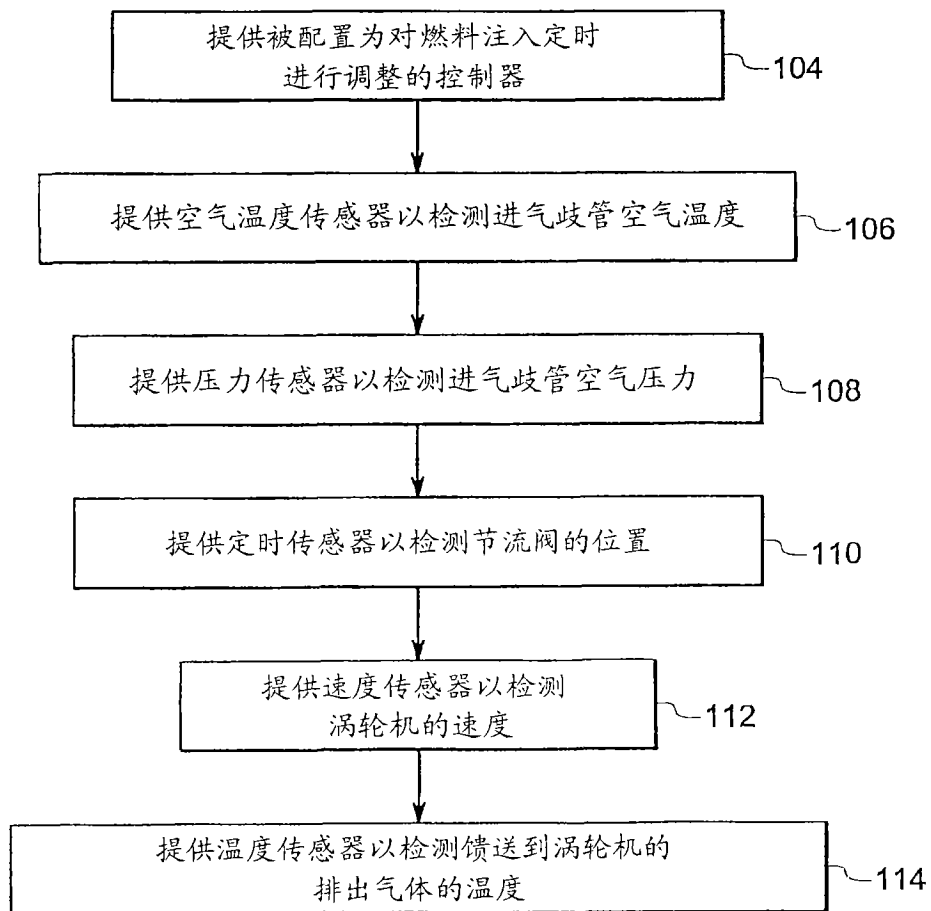 提供被配置为对燃料注入定时
进行调整的控制器
104
提供空气温度传感器以检测进气歧管空气温度
106
提供压力传感器以检测进气歧管空气压力
108
提供定时传感器以检测节流阀的位置
110
提供速度传感器以检测
涡轮机的速度
112
提供温度传感器以检测馈送到涡轮机的
排出气体的温度
114